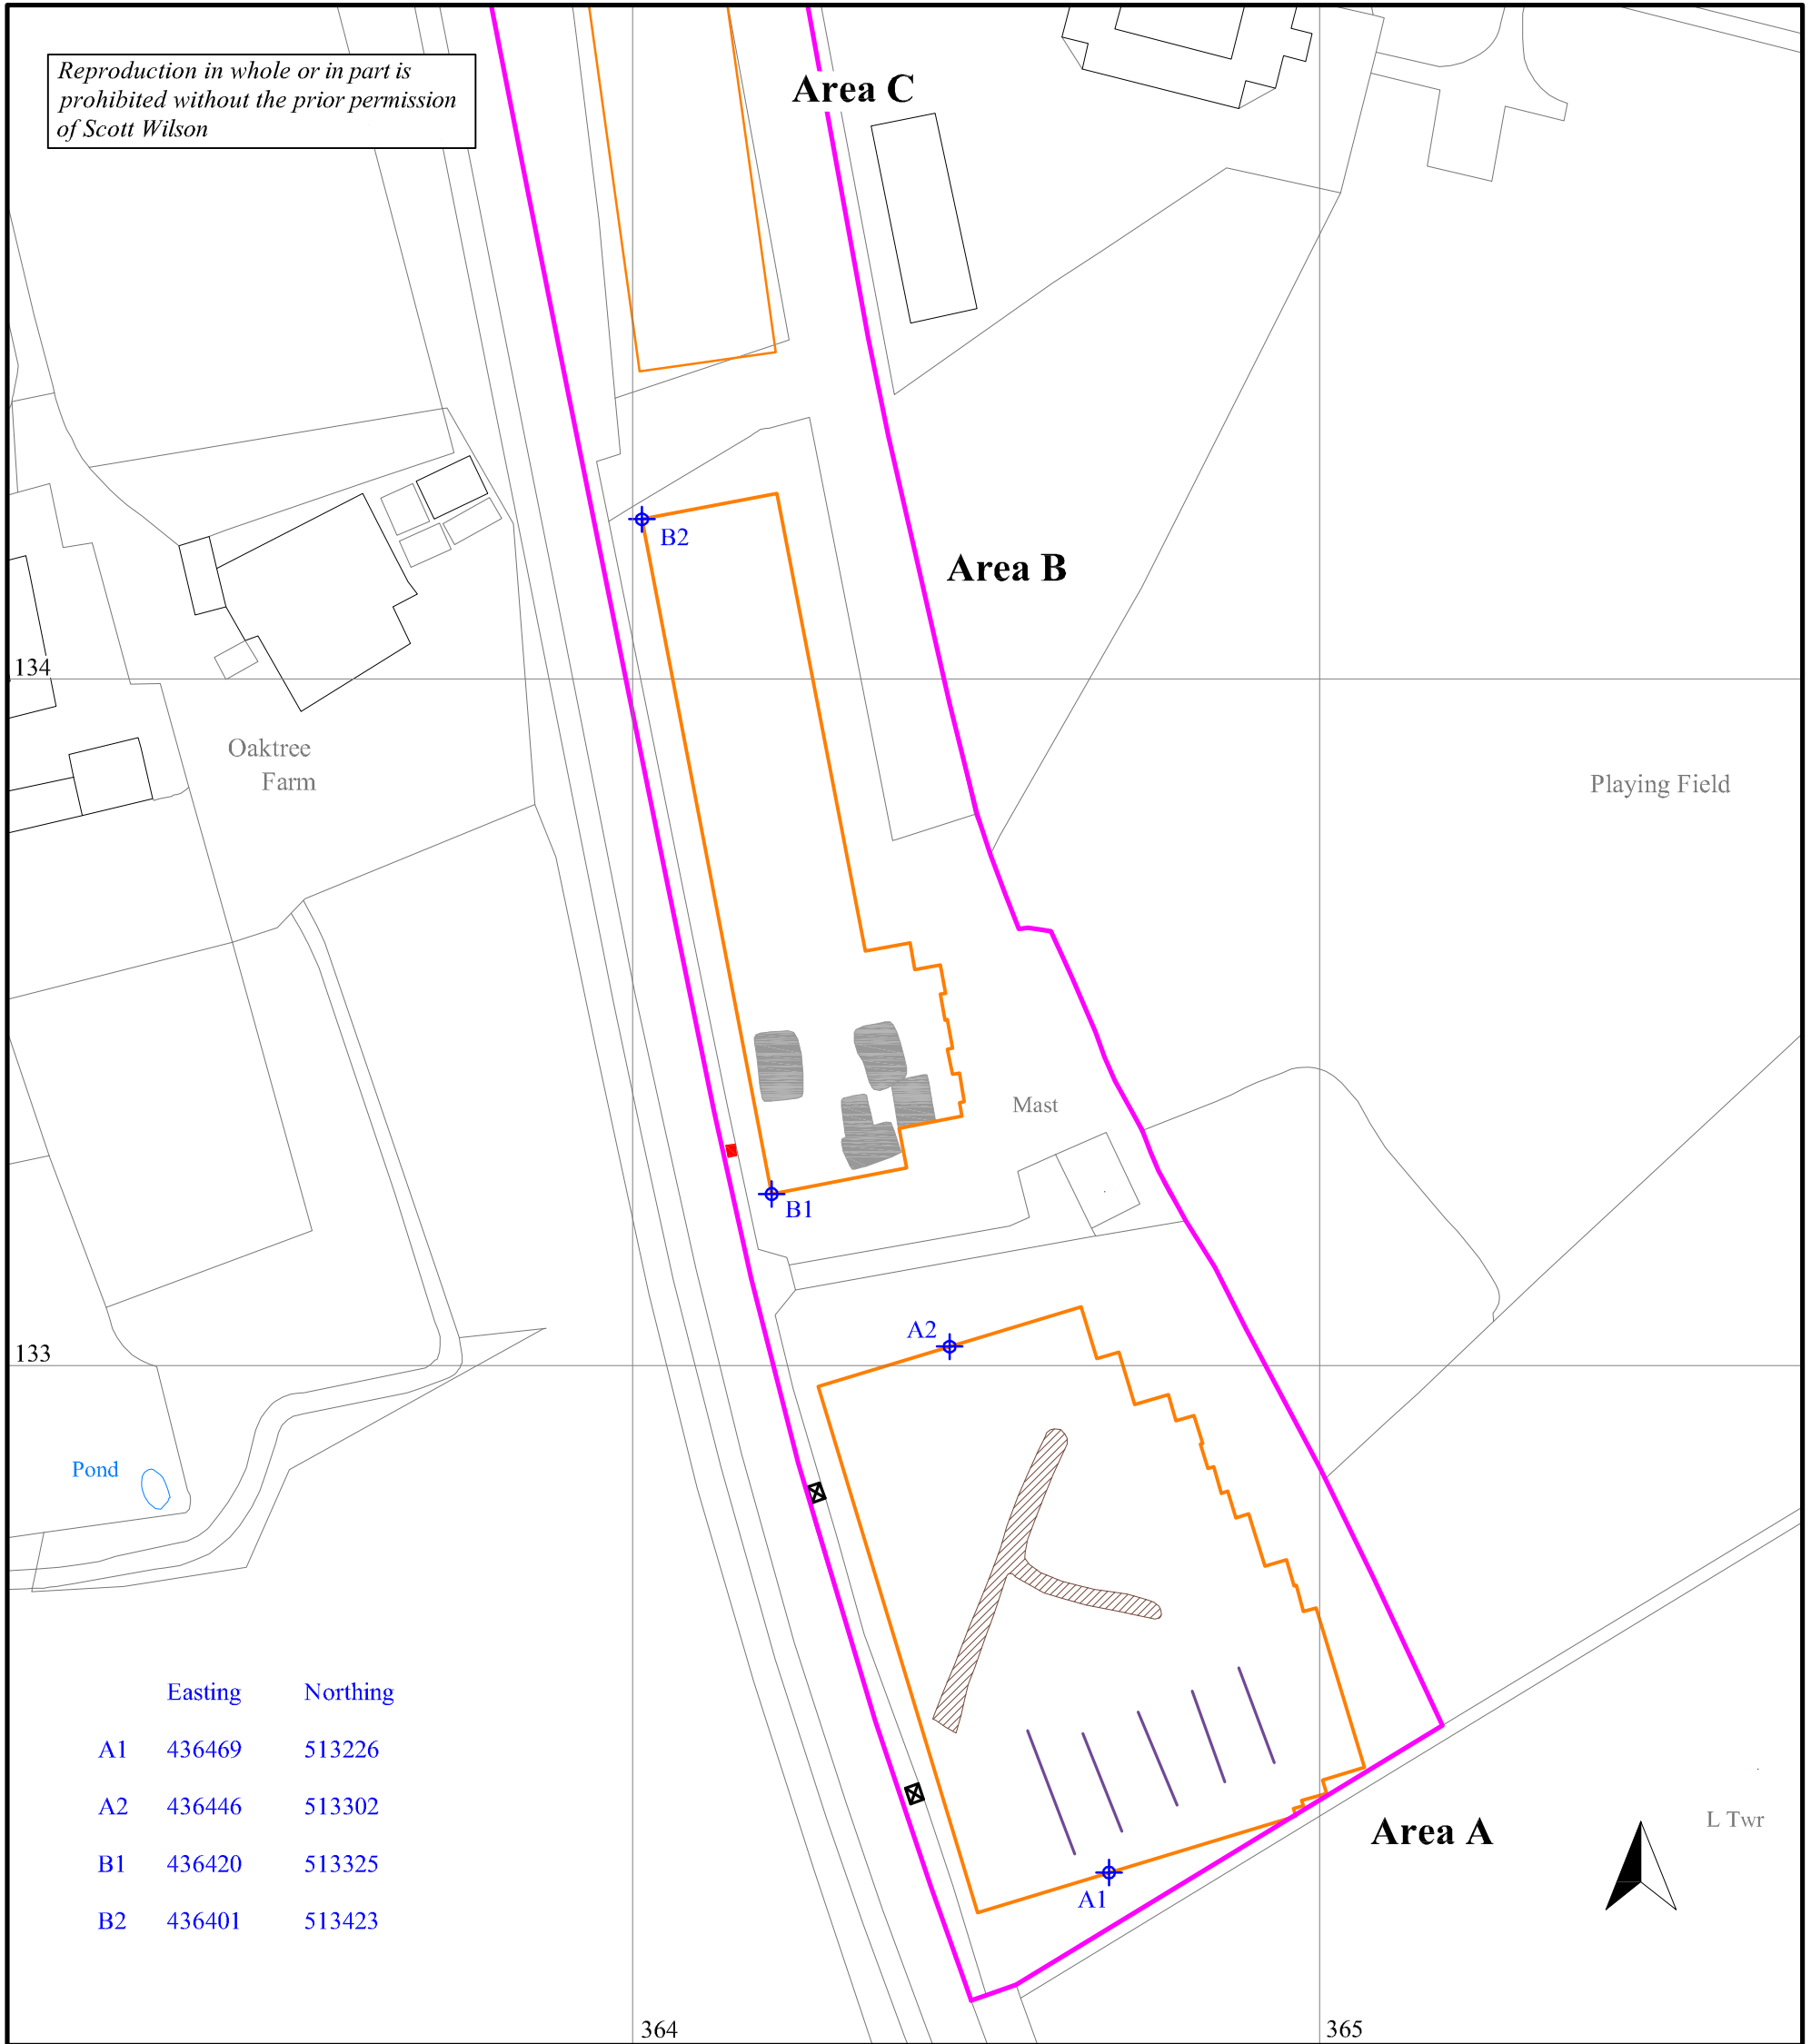 Reproduction in whole or in part is
prohibited without the prior permission
of Scott Wilson
Area C
B2
Area B
134
Oaktree
Farm
Playing Field
Mast
B1
A2
133
Pond
Easting Northing
A1 436469 513226
A2 436446 513302
B1 436420 513325
B2 436401 513423
L Twr
Area A
A1
364
365